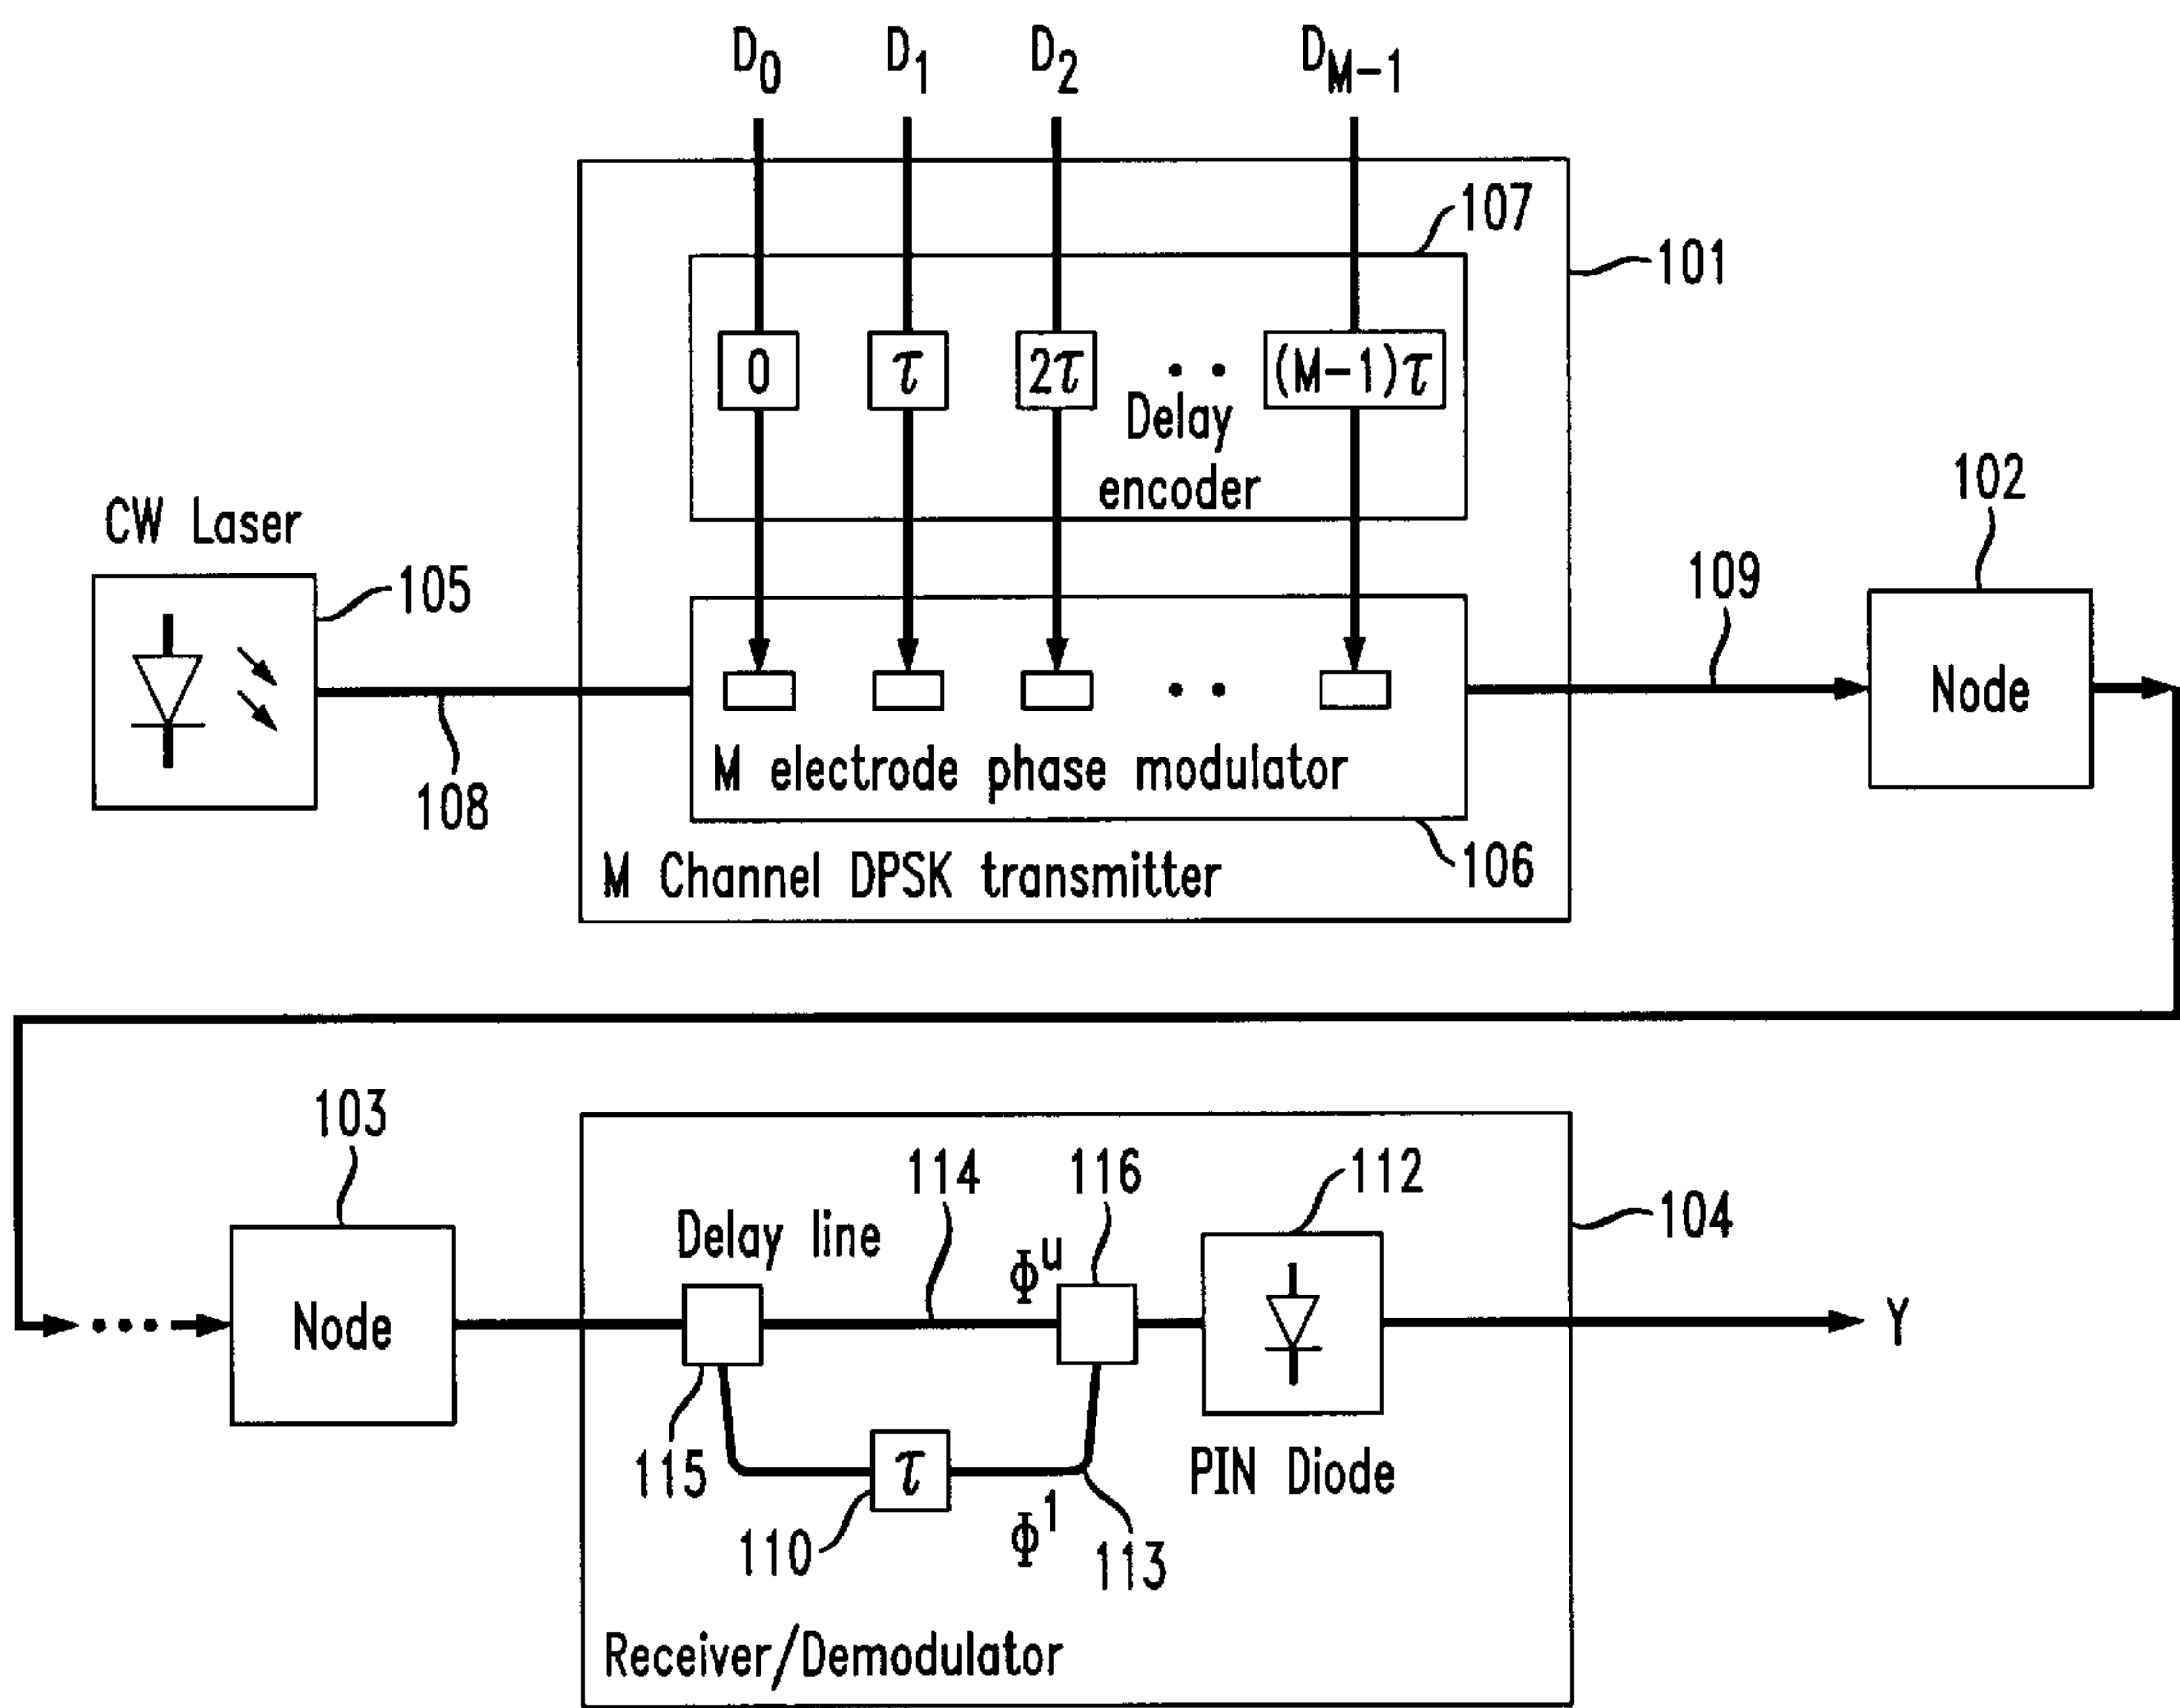 D0 D1 D2 DM-1
107
101
0 τ 2τ (M-1)τ
Delay
encoder
102
CW Laser
105
109
Node
M electrode phase modulator
108
106
M Channel DPSK transmitter
103
114 116 112
104
Delay line
Φu
Node
Y
115
τ
PIN Diode
110
Φ1
113
Receiver/Demodulator